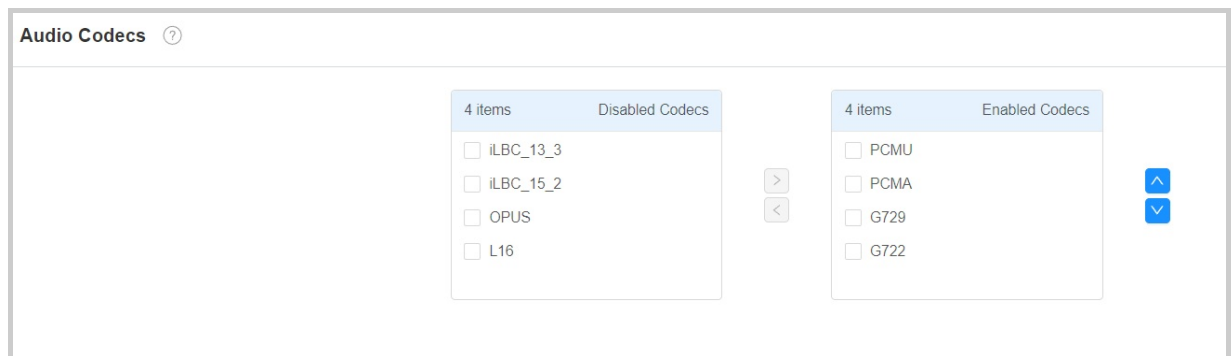 Audio Codecs ?
4 items Disabled Codecs
iLBC_13_3
iLBC_15_2
OPUS
L16
4 items Enabled Codecs
PCMU
PCMA
G729
G722